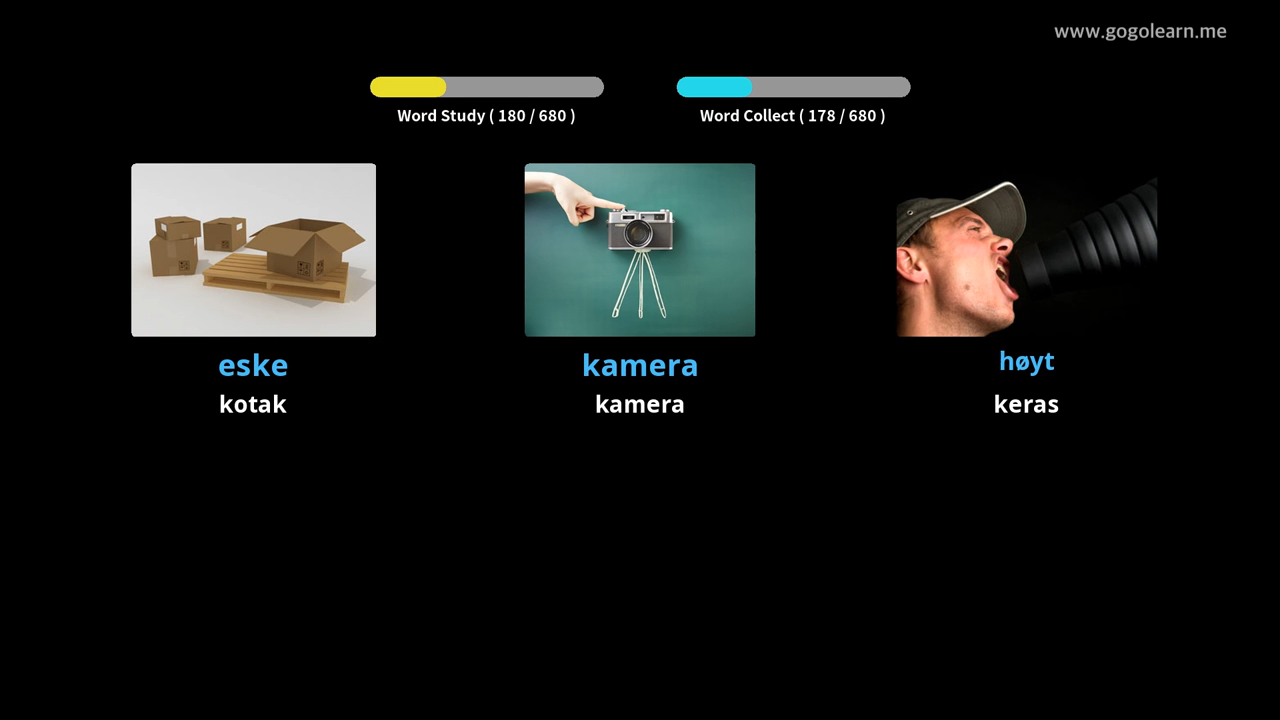 www.gogolearn.me
Word Study ( 180 / 680 )
Word Collect ( 178 / 680 )
eske
kamera
høyt
kotak
kamera
keras